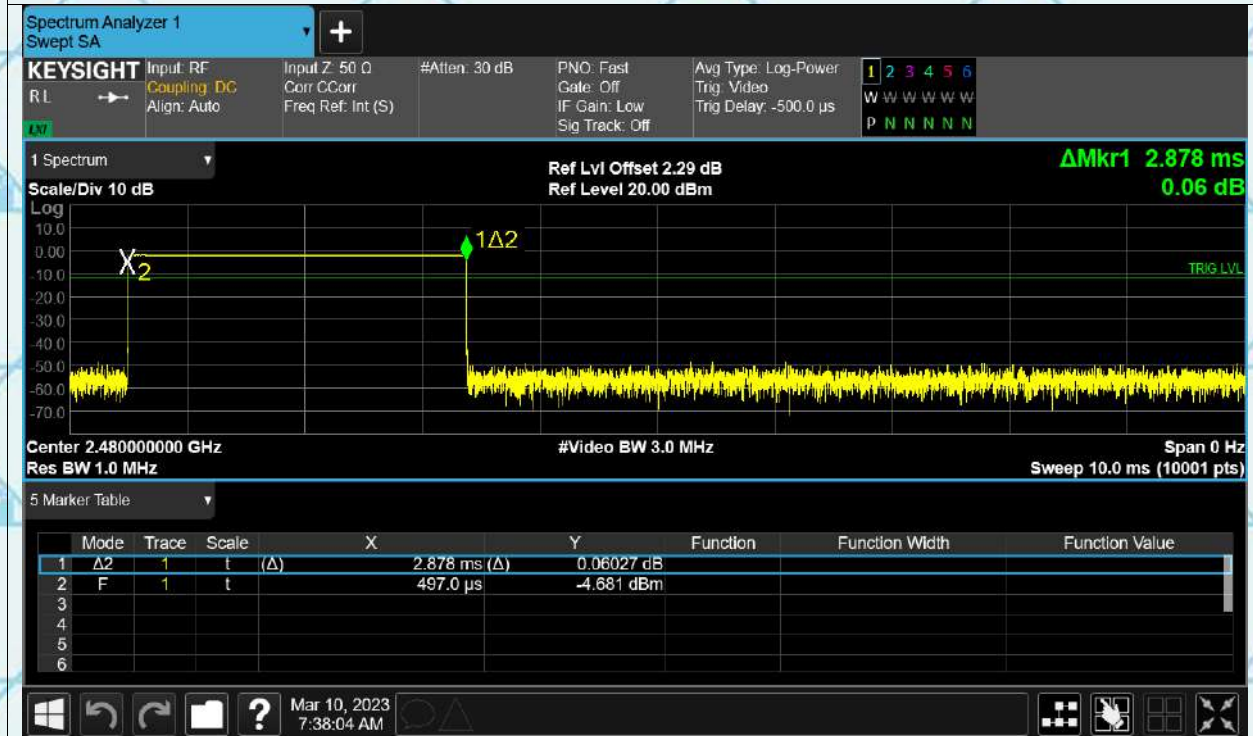 Spectrum Analyzer 1
Swept SA
+
KEYSIGHT
RL
LXI
Input: RF
Coupling: DC
Align: Auto
Input Z: 50 Ω
Corr CCorr
Freq Ref: Int (S)
#Atten: 30 dB
PNO: Fast
Gate: Off
IF Gain: Low
Sig Track: Off
Avg Type: Log-Power
Trig: Video
Trig Delay: -500.0 µs
1 2 3 4 5 6
W W W W W W
P N N N N N
1 Spectrum
Scale/Div 10 dB
Ref Lvl Offset 2.29 dB
Ref Level 20.00 dBm
ΔMkr1 2.878 ms
0.06 dB
Log
10.0
0.00
-10.0
-20.0
-30.0
-40.0
-50.0
-60.0
-70.0
1Δ2
2
TRIG LVL
Center 2.480000000 GHz
#Video BW 3.0 MHz
Span 0 Hz
Res BW 1.0 MHz
Sweep 10.0 ms (10001 pts)
5 Marker Table
Mode Trace Scale X Y Function Function Width Function Value
1 Δ2 1 t (Δ) 2.878 ms (Δ) 0.06027 dB
2 F 1 t 497.0 µs -4.681 dBm
3
4
5
6
?
Mar 10, 2023
7:38:04 AM